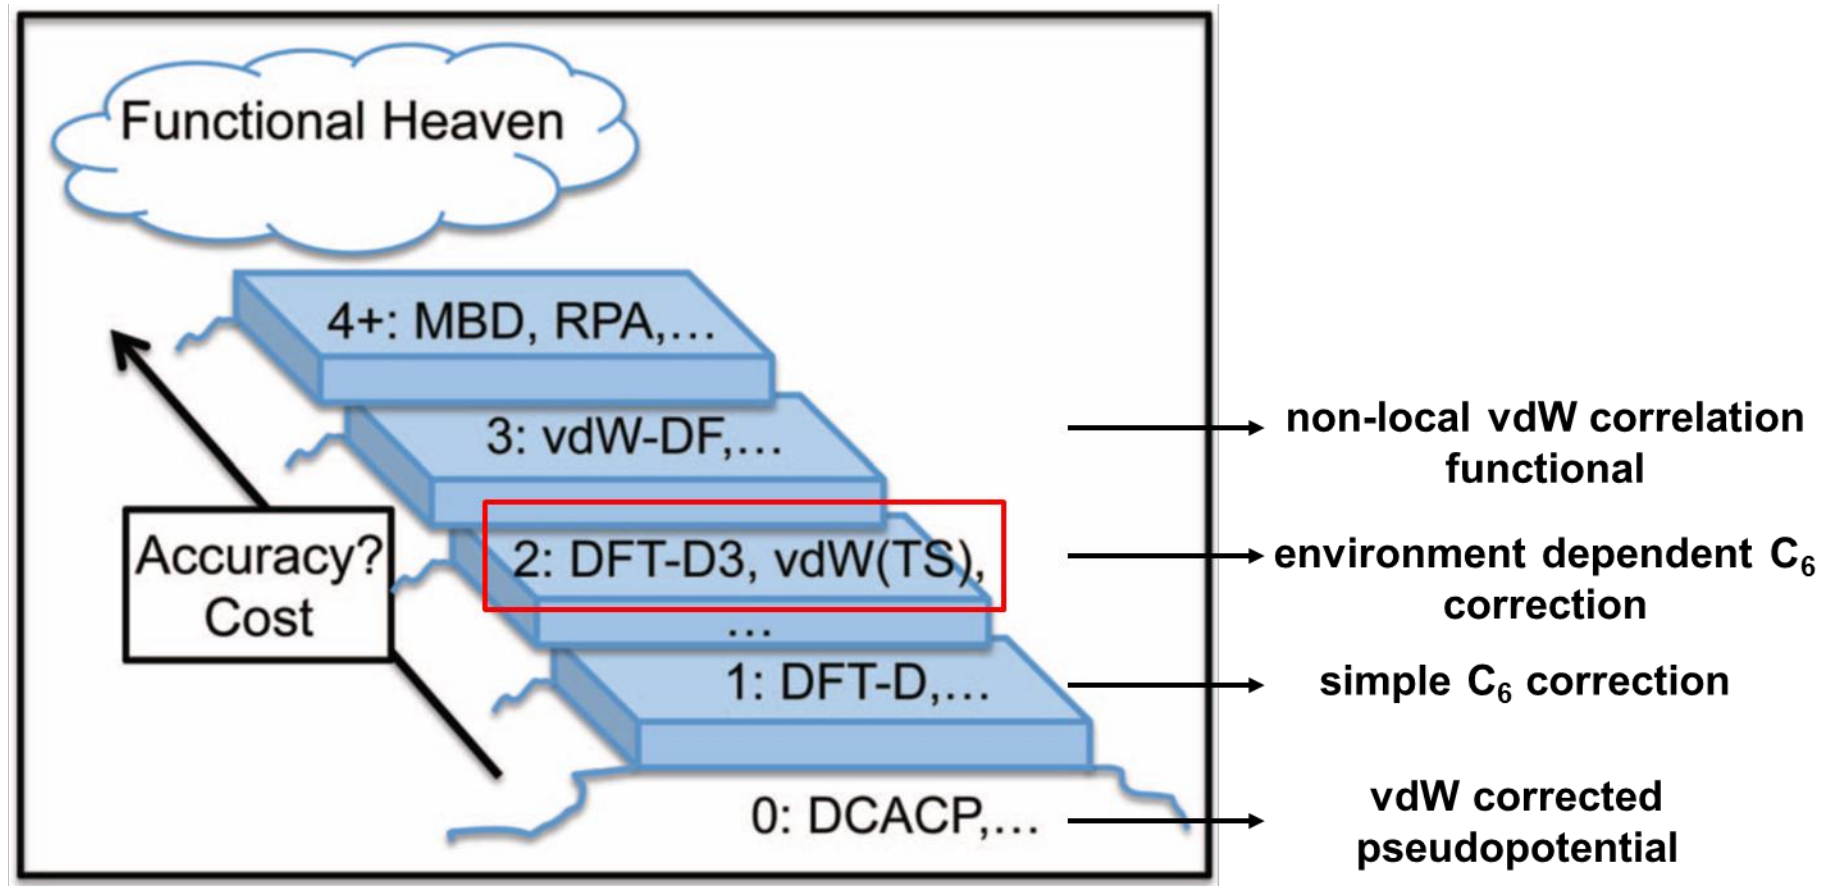 Functional Heaven
4+: MBD, RPA,…
3: vdW-DF,…
non-local vdW correlation
functional
Accuracy?
Cost
2: DFT-D3, vdW(TS),
…
environment dependent C₆
correction
1: DFT-D,…
simple C₆ correction
0: DCACP,…
vdW corrected
pseudopotential